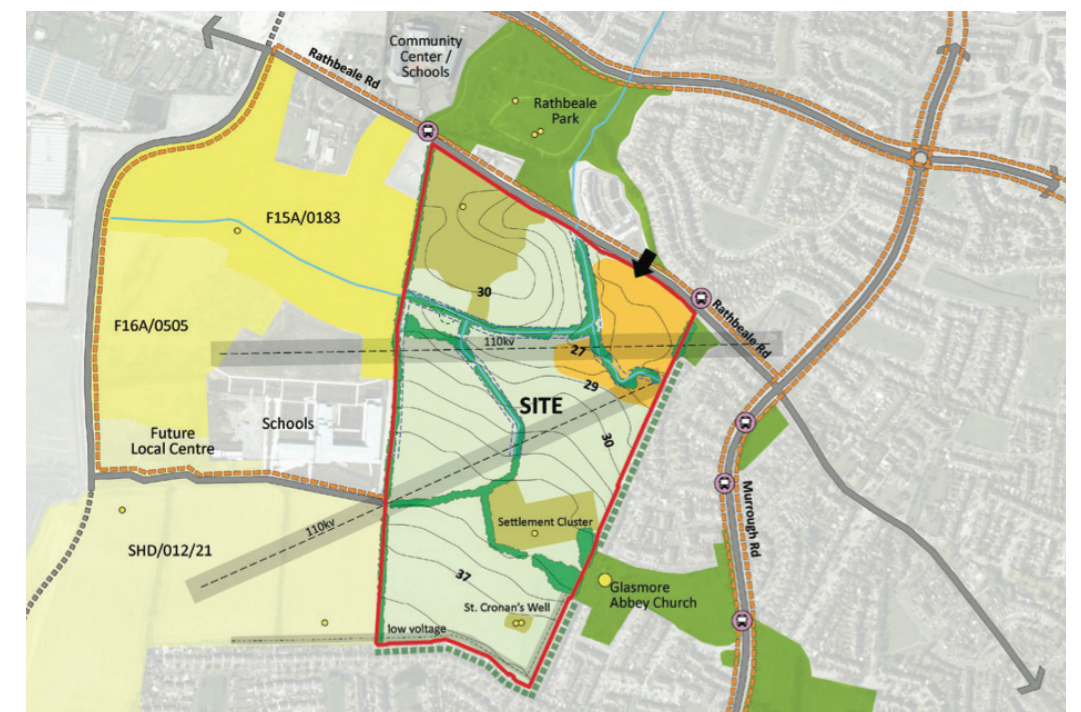 Community
Center /
Schools
Rathbeale Rd
Rathbeale
Park
F15A/0183
30
F16A/0505
110kv
27
Rathbeale Rd
29
SITE
Schools
Future
Local Centre
30
Murrough Rd
Settlement Cluster
110kv
SHD/012/21
37
Glasmore
Abbey Church
St. Cronan's Well
low voltage